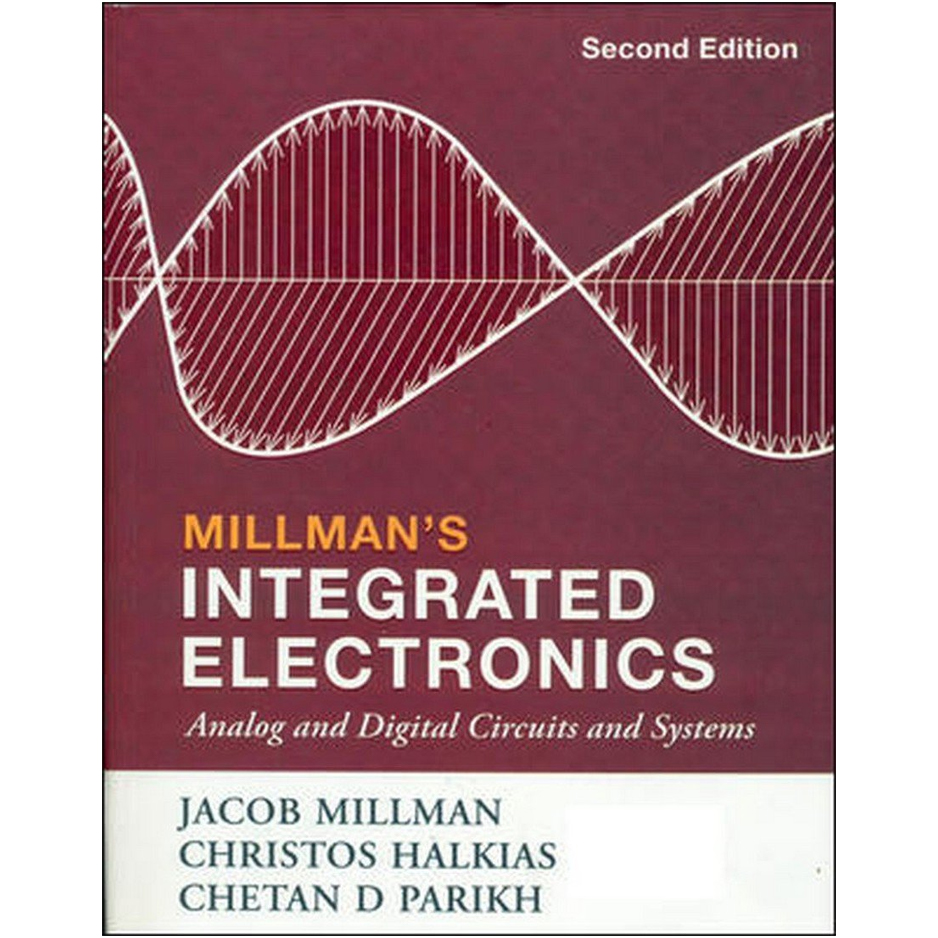 Second Edition
MILLMAN'S
INTEGRATED
ELECTRONICS
Analog and Digital Circuits and Systems
JACOB MILLMAN
CHRISTOS HALKIAS
CHETAN D PARIKH